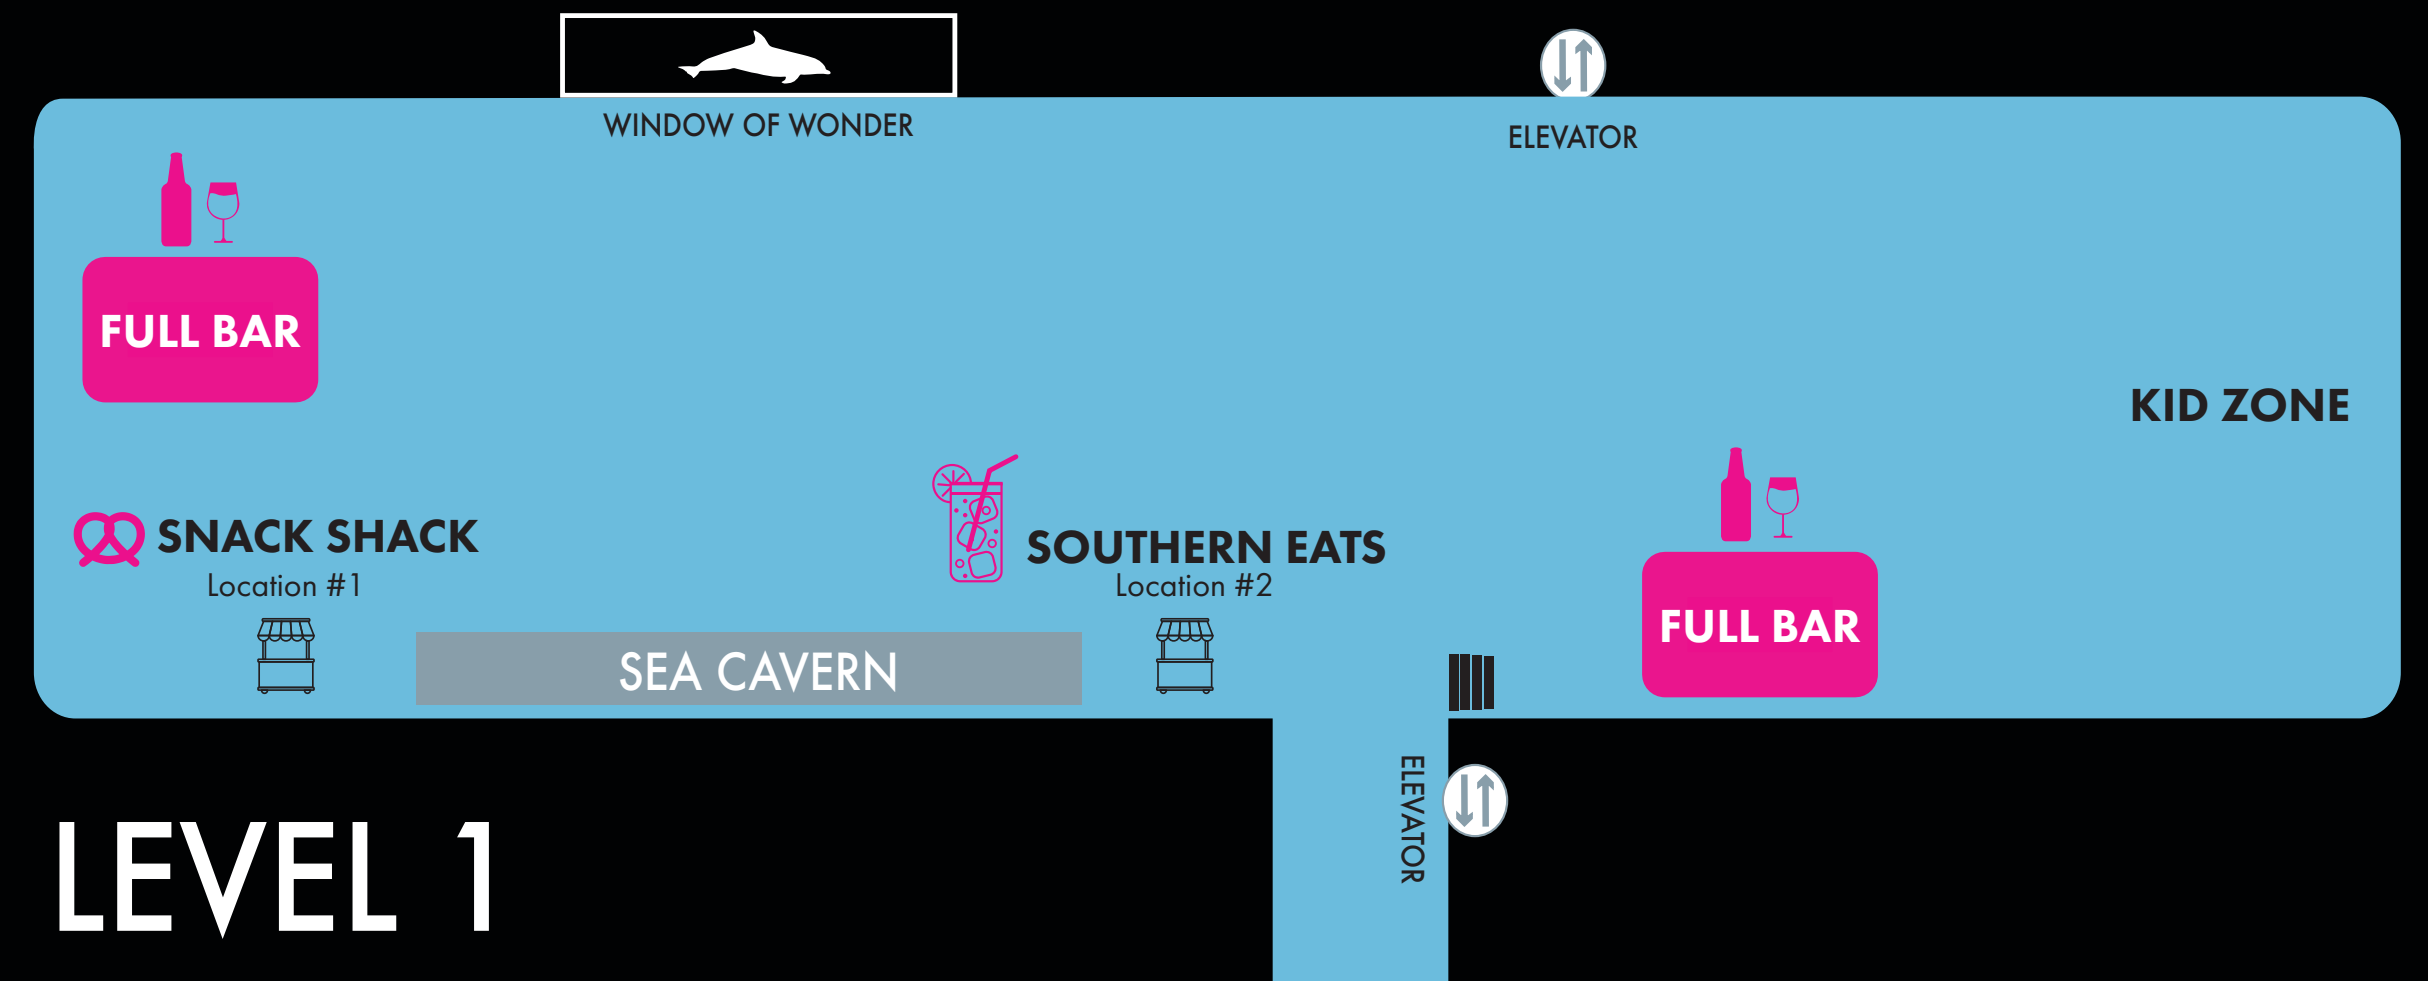 WINDOW OF WONDER
ELEVATOR
FULL BAR
KID ZONE
SNACK SHACK
Location #1
SOUTHERN EATS
Location #2
FULL BAR
SEA CAVERN
ELEVATOR
LEVEL 1